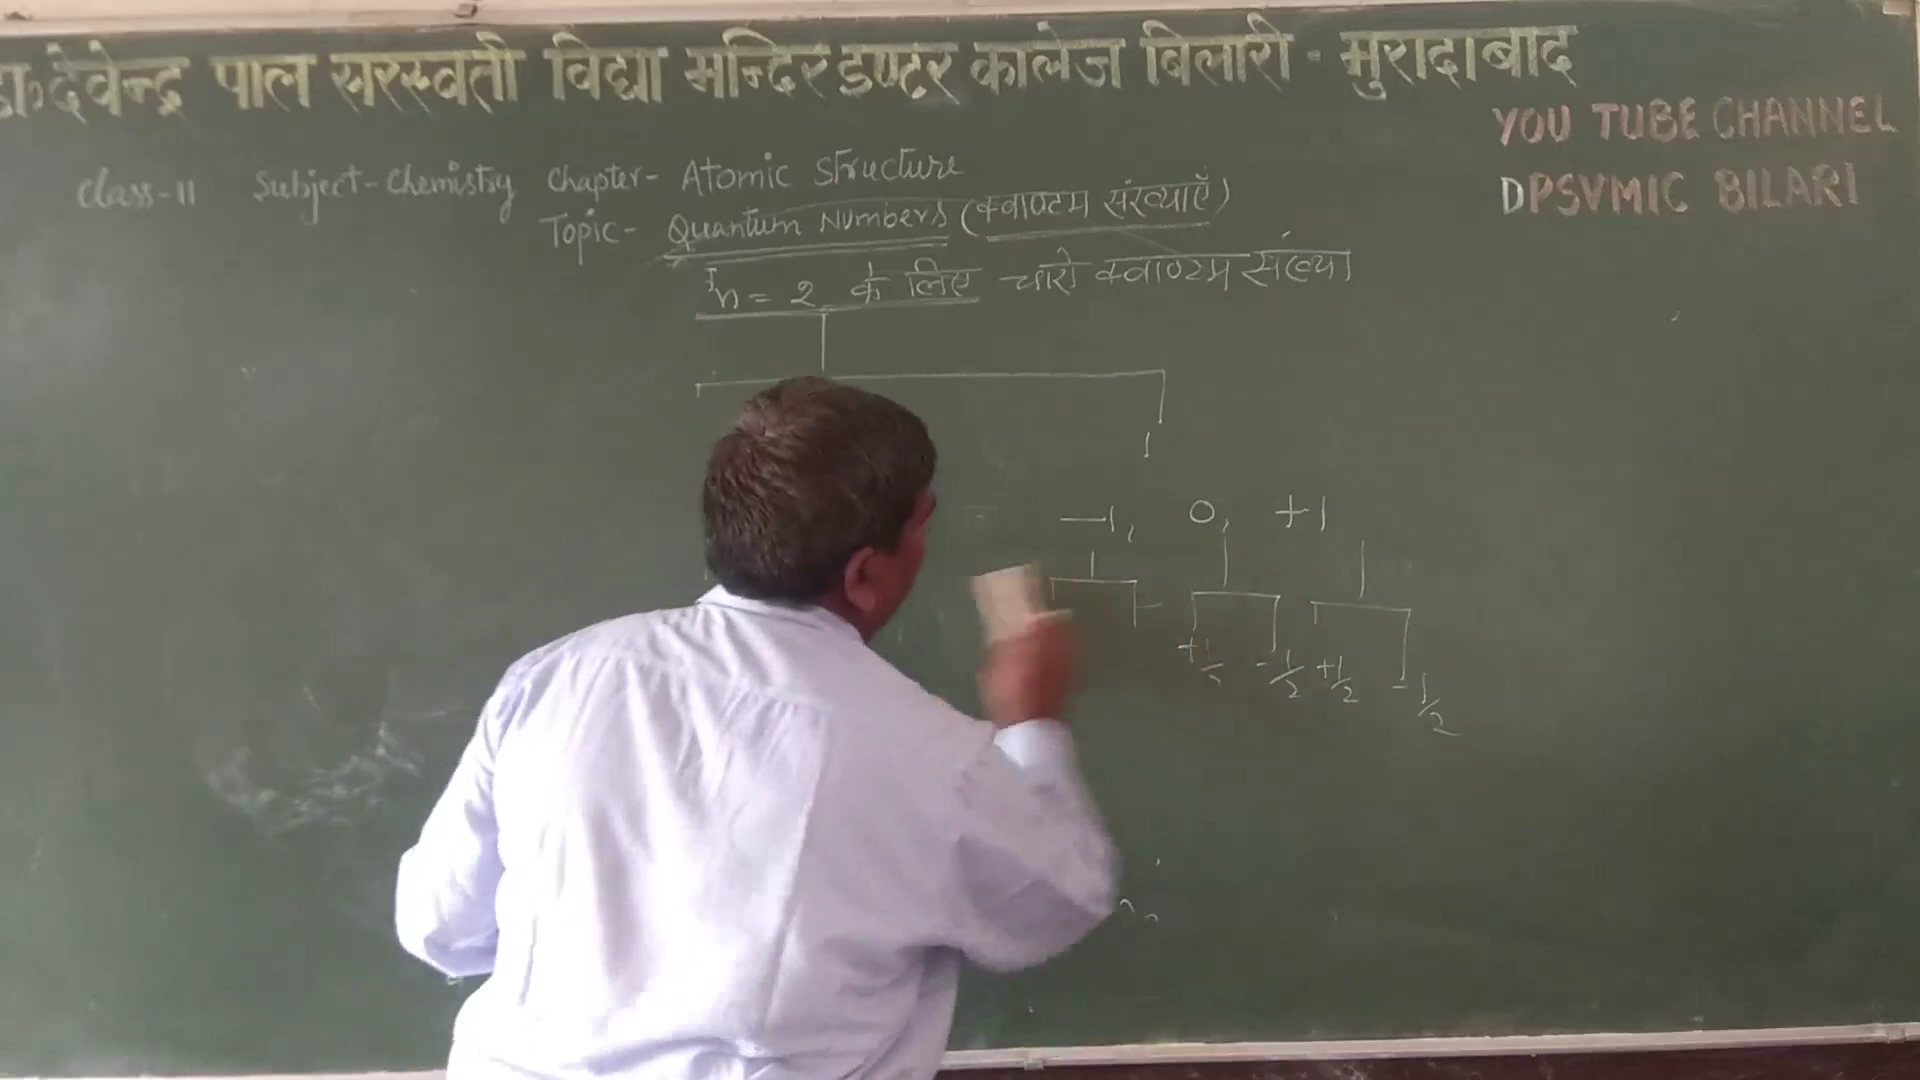 डा॰ देवेन्द्र पाल सरस्वती विद्या मन्दिर इण्टर कालेज बिलारी - मुरादाबाद
YOU TUBE CHANNEL
DPSVMIC BILARI
Class-11 Subject-Chemistry Chapter- Atomic Structure
Topic- Quantum Numbers (क्वाण्टम संख्याएँ)
n = 2 के लिए चारो क्वाण्टम संख्या
1
-1, 0, +1
+1/2 -1/2 +1/2 -1/2